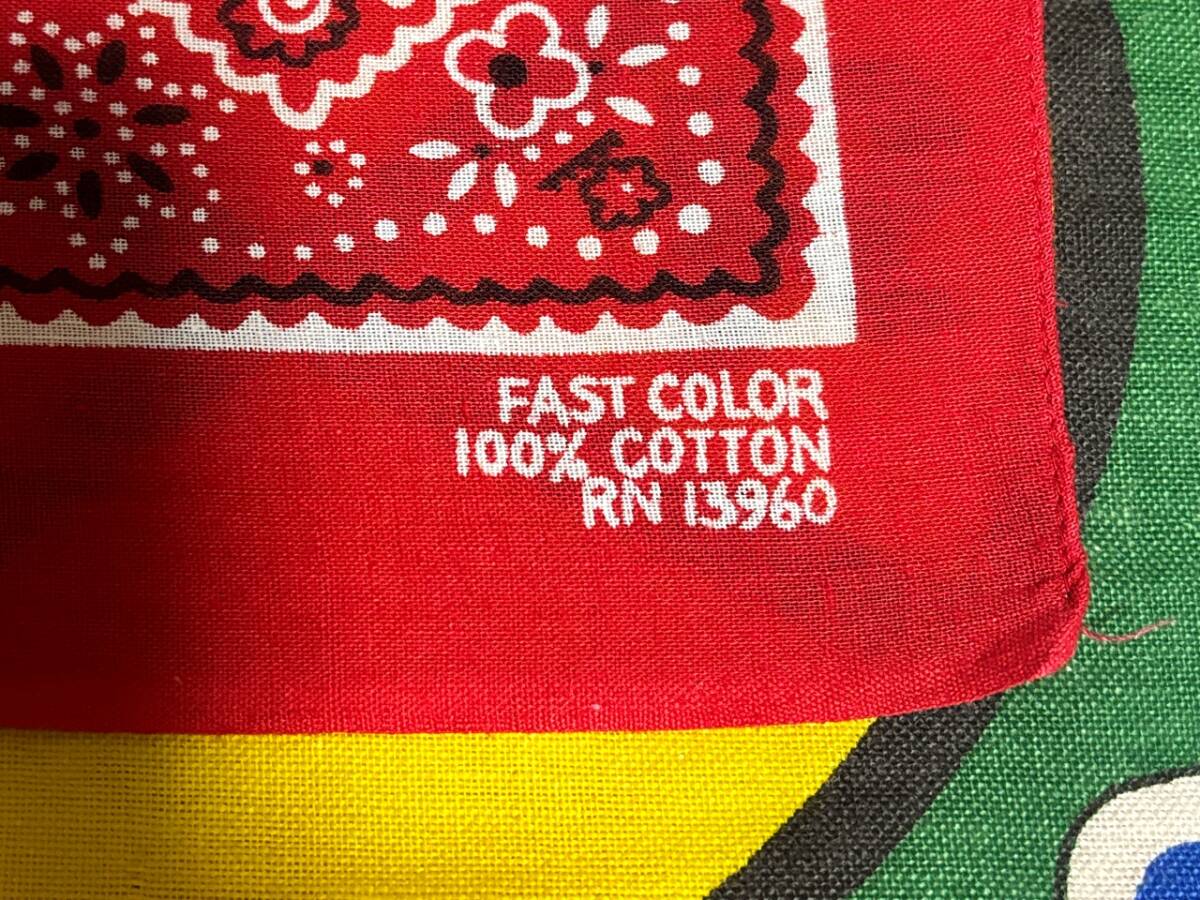 FAST COLOR
100% COTTON
RN 13960